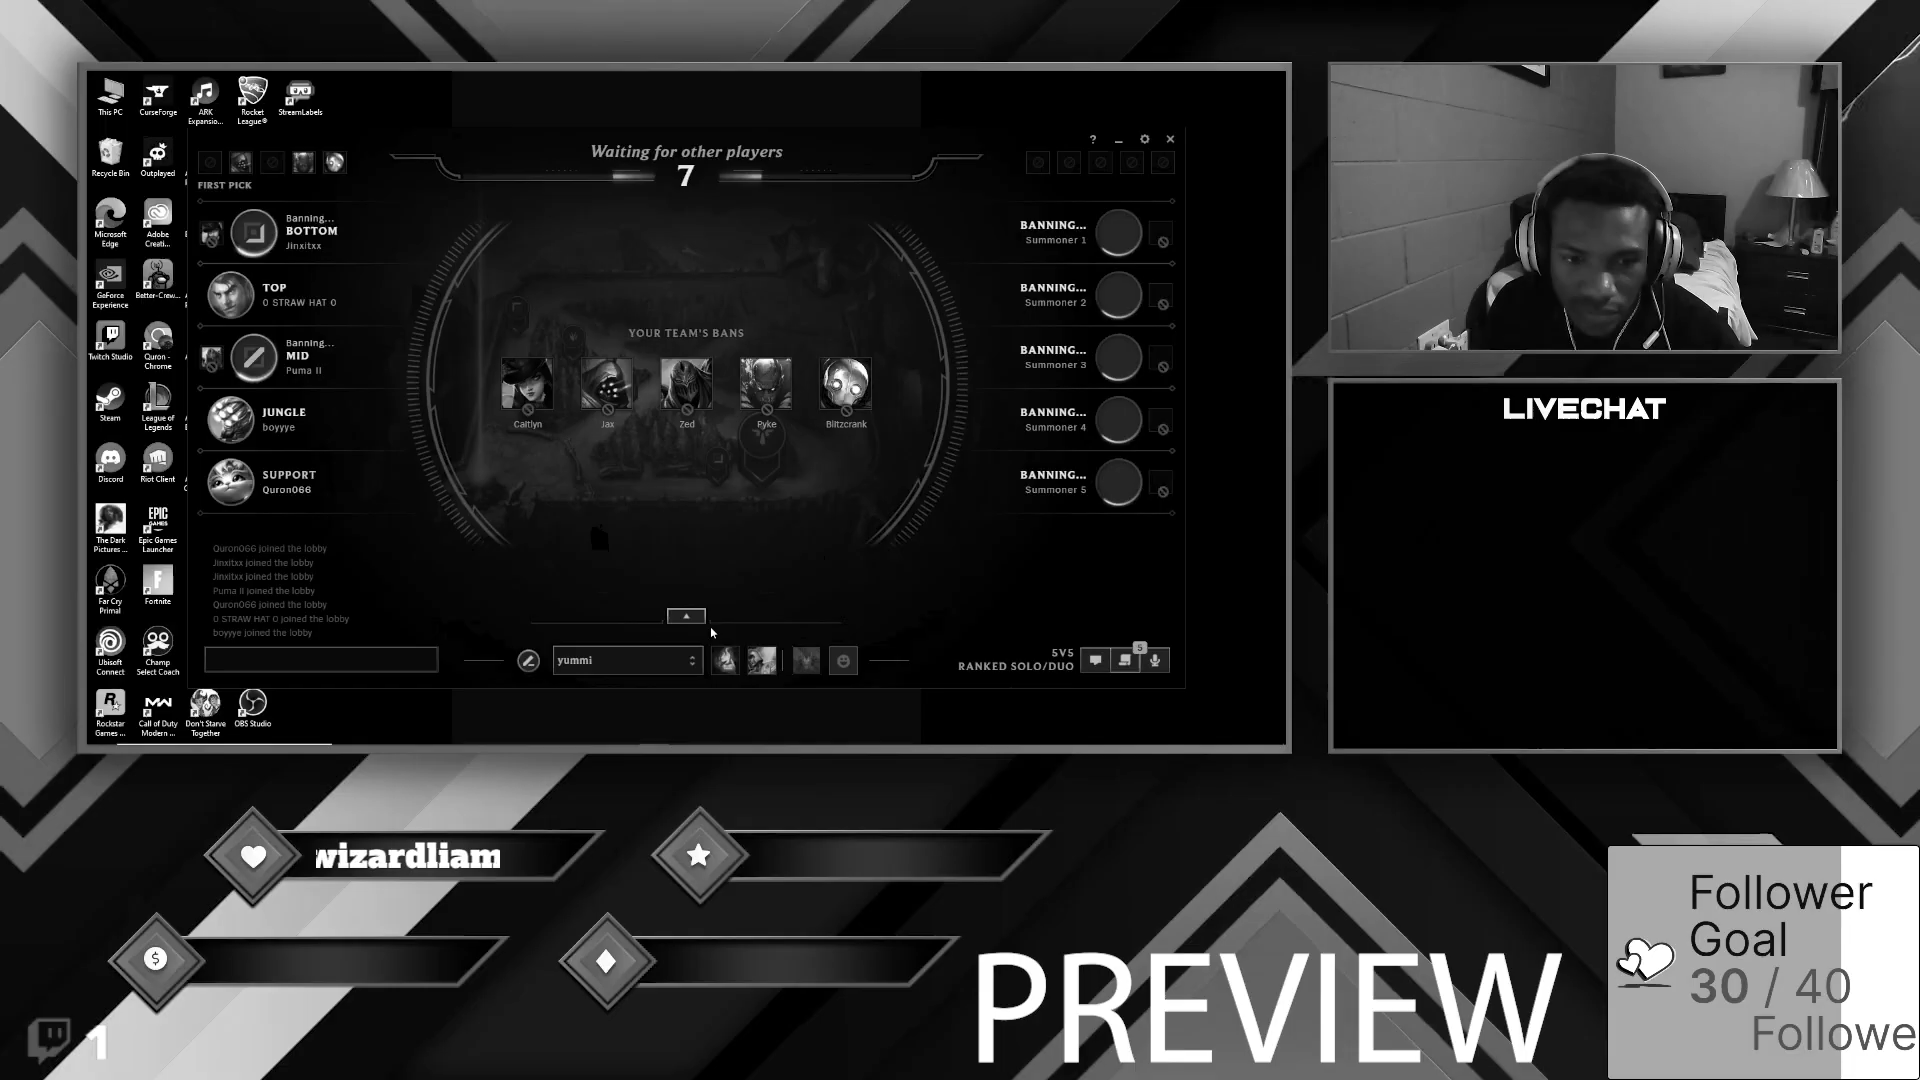 This PC
CurseForge
ARK
Expansio...
Rocket
League®
StreamLabels
Recycle Bin
Outplayed
Microsoft
Edge
Adobe
Creati...
GeForce
Experience
Better-Crew...
Twitch Studio
Quron -
Chrome
Steam
League of
Legends
Discord
Riot Client
The Dark
Pictures ...
EPIC
GAMES
Epic Games
Launcher
Far Cry
Primal
F
Fortnite
Ubisoft
Connect
Champ
Select Coach
Rockstar
Games ...
Call of Duty
Modern ...
Don't Starve
Together
OBS Studio
Waiting for other players
7
?
FIRST PICK
Banning...
BOTTOM
Jinxitxx
TOP
0 STRAW HAT 0
Banning...
MID
Puma II
JUNGLE
boyyye
SUPPORT
Quron066
YOUR TEAM'S BANS
Caitlyn
Jax
Zed
Pyke
Blitzcrank
BANNING...
Summoner 1
BANNING...
Summoner 2
BANNING...
Summoner 3
BANNING...
Summoner 4
BANNING...
Summoner 5
Quron066 joined the lobby
Jinxitxx joined the lobby
Jinxitxx joined the lobby
Puma II joined the lobby
Quron066 joined the lobby
0 STRAW HAT 0 joined the lobby
boyyye joined the lobby
yummi
5V5
RANKED SOLO/DUO
5
LIVECHAT
wizardliam
$
1
PREVIEW
Follower
Goal
30 / 40
Followe